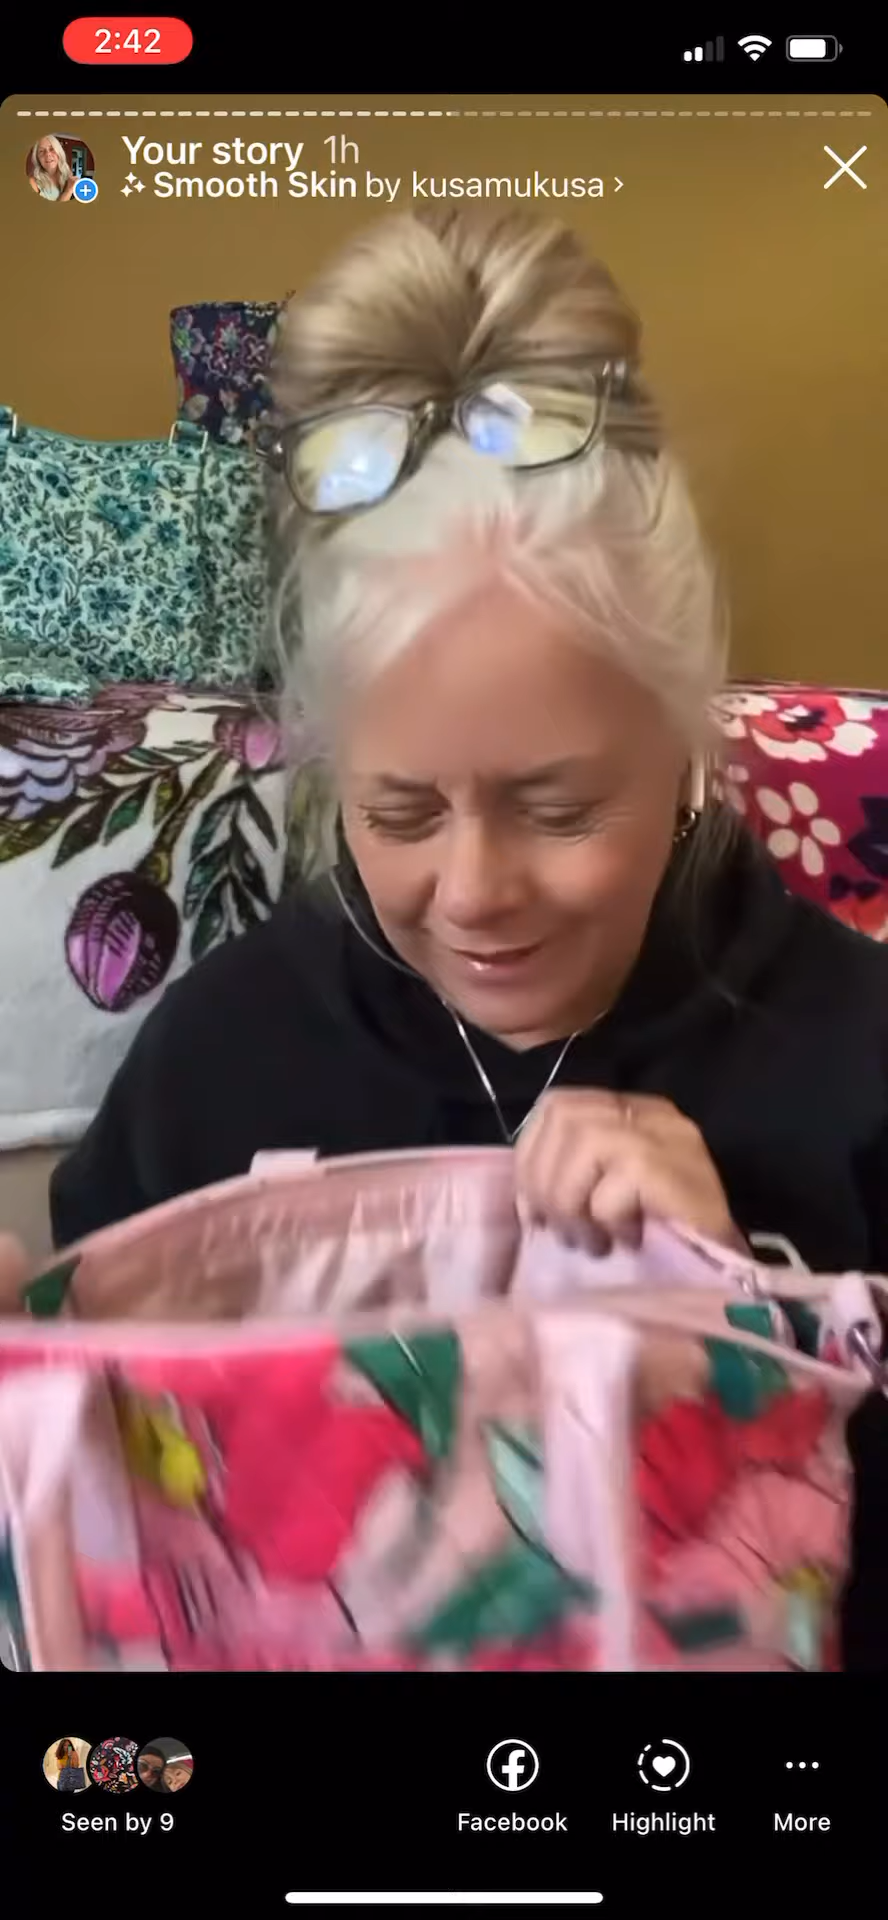 2:42
Your story 1h
Smooth Skin by kusamukusa >
Seen by 9
Facebook
Highlight
More